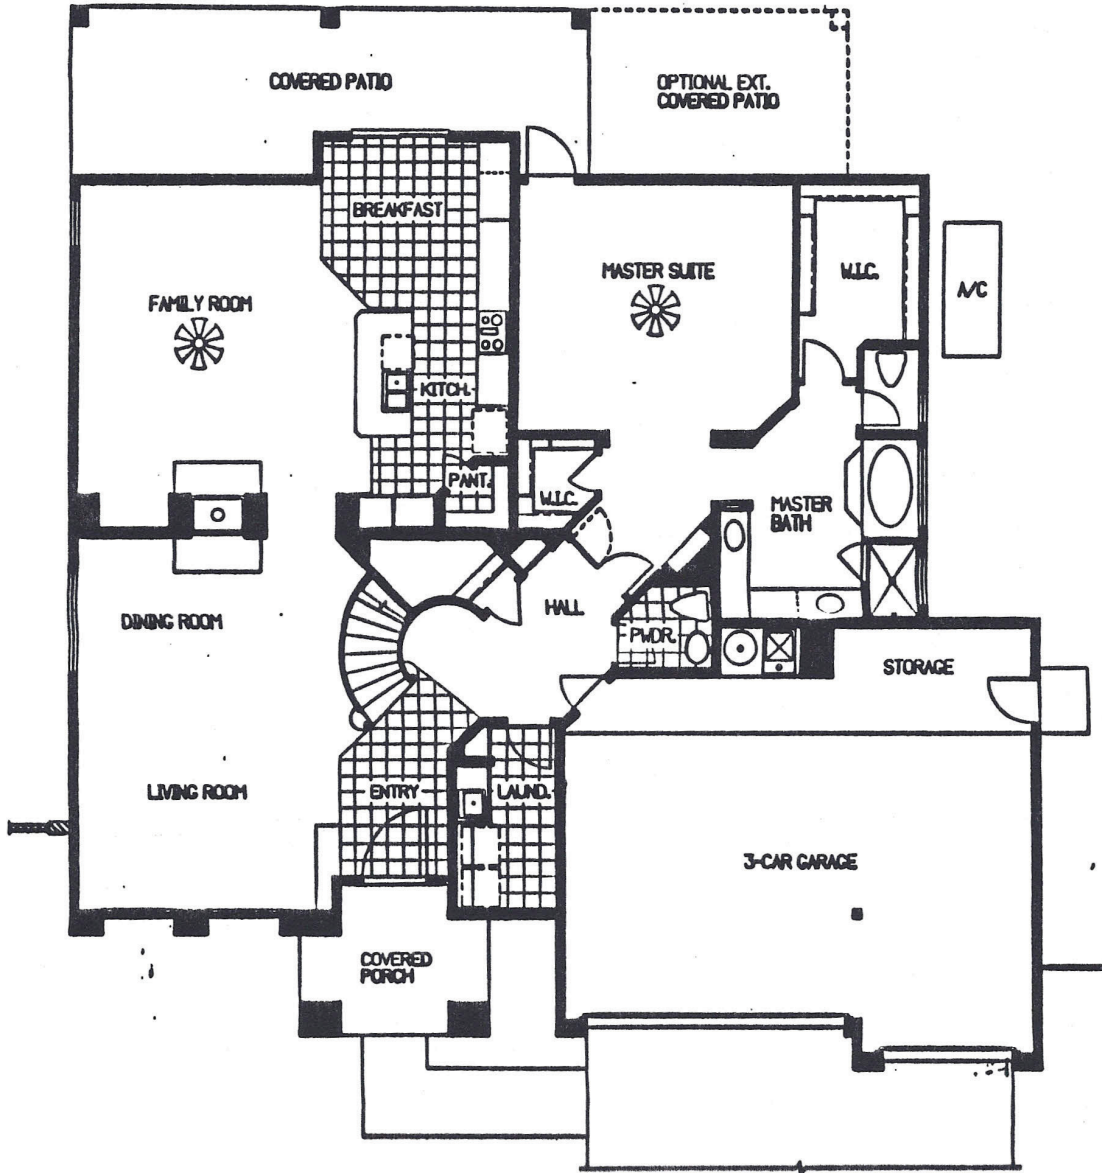 COVERED PATIO
OPTIONAL EXT.
COVERED PATIO
BREAKFAST
MASTER SUITE
W.I.C.
A/C
FAMILY ROOM
KITCH.
PANT.
W.I.C.
MASTER
BATH
DINING ROOM
HALL
PWDR.
STORAGE
LIVING ROOM
ENTRY
LAUND.
3-CAR GARAGE
COVERED
PORCH